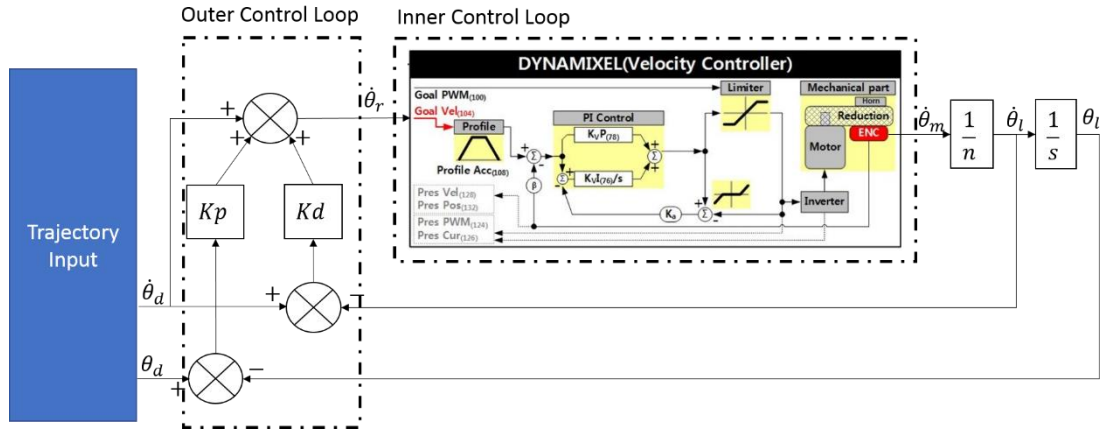 Outer Control Loop
Inner Control Loop
DYNAMIXEL(Velocity Controller)
Goal PWM(100)
Goal Vel(104)
Profile
Profile Acc(108)
PI Control
KVP(78)
KVI(76)/s
β
Ka
Limiter
Mechanical part
Horn
Reduction
Motor
ENC
Inverter
Pres Vel(128)
Pres Pos(132)
Pres PWM(124)
Pres Cur(126)
+ - Σ
+ - Σ
+ + Σ
+ - Σ
θ̇r
θ̇m
1
n
θ̇l
1
s
θl
+ + +
Kp
Kd
Trajectory
Input
θ̇d
+ −
θd
+ −